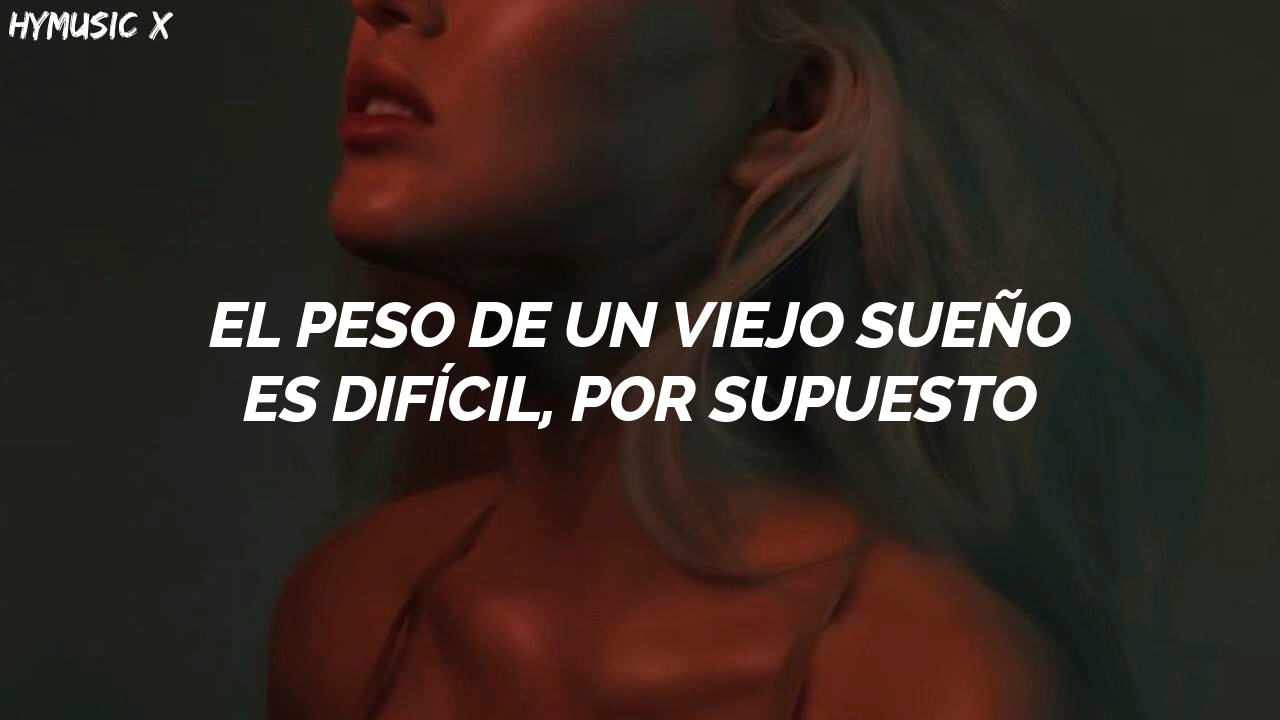 HYMUSIC X
EL PESO DE UN VIEJO SUEÑO
ES DIFÍCIL, POR SUPUESTO